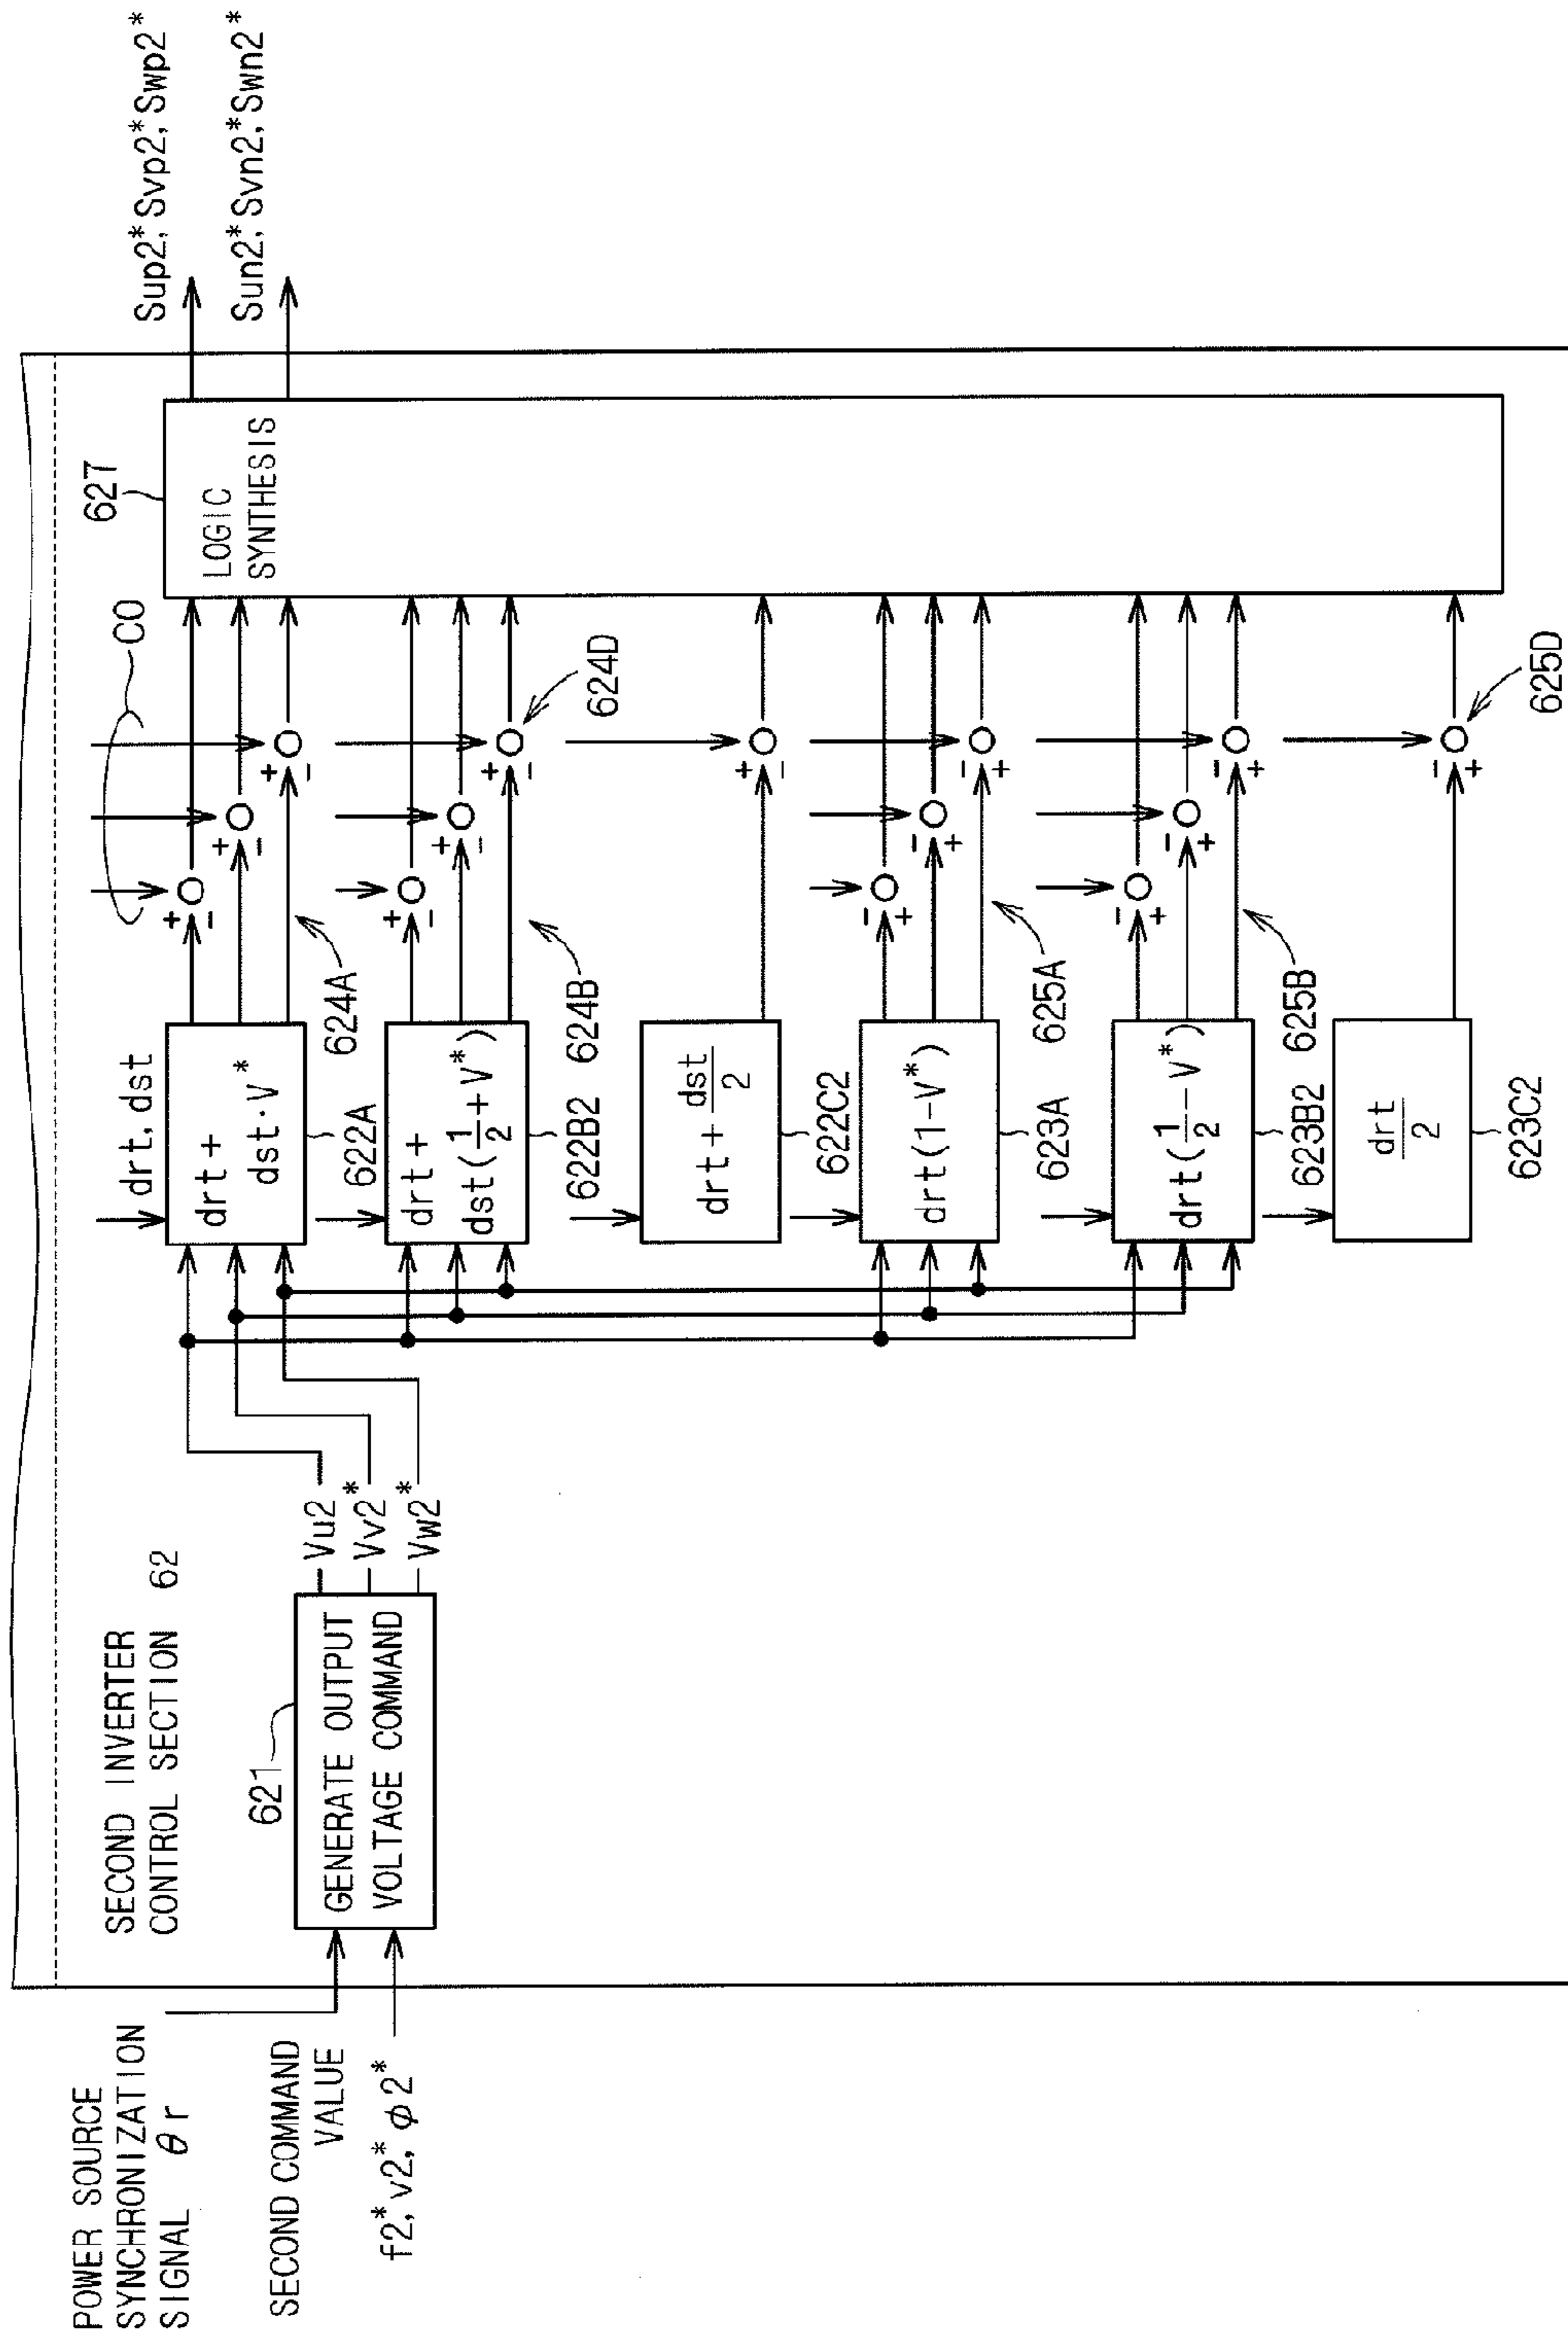 POWER SOURCE
SYNCHRONIZATION
SIGNAL θr
SECOND COMMAND
VALUE
f2*, v2*, φ2*
SECOND INVERTER
CONTROL SECTION 62
621
GENERATE OUTPUT
VOLTAGE COMMAND
Vu2*
Vv2*
Vw2
drt, dst
drt +
dst・V*
622A
drt +
dst(1/2 + V*)
622B2
drt + dst/2
622C2
drt(1-V*)
623A
drt(1/2 - V*)
623B2
drt/2
623C2
C0
+
−
+
−
+
−
624A
+
−
+
−
+
−
624B
624D
+
−
−
+
−
+
−
+
625A
−
+
−
+
−
+
625B
−
+
625D
627
LOGIC
SYNTHESIS
Sup2*, Svp2*, Swp2*
Sun2*, Svn2*, Swn2*